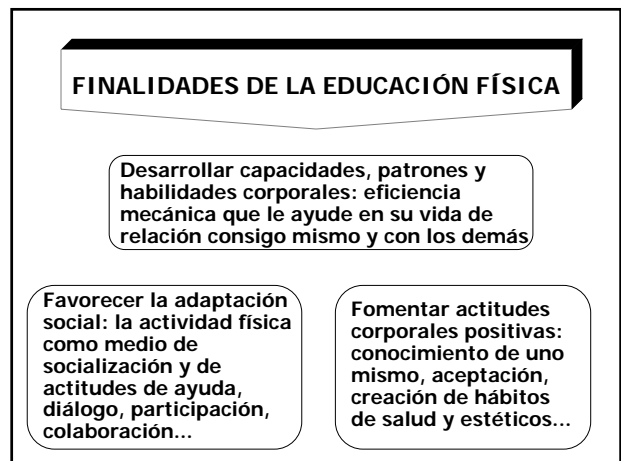 FINALIDADES DE LA EDUCACIÓN FÍSICA
Desarrollar capacidades, patrones y
habilidades corporales: eficiencia
mecánica que le ayude en su vida de
relación consigo mismo y con los demás
Favorecer la adaptación
social: la actividad física
como medio de
socialización y de
actitudes de ayuda,
diálogo, participación,
colaboración...
Fomentar actitudes
corporales positivas:
conocimiento de uno
mismo, aceptación,
creación de hábitos
de salud y estéticos...